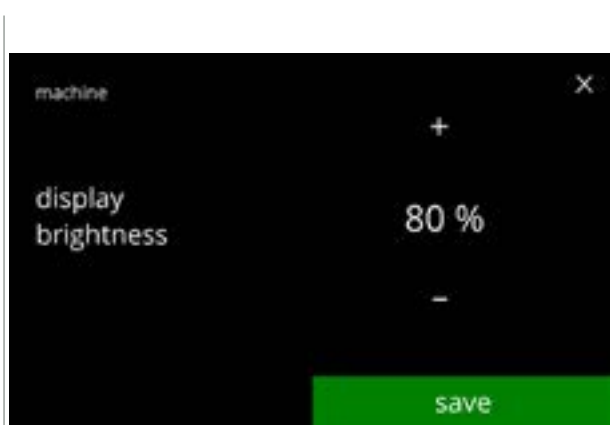 machine
×
+
display
brightness
80 %
–
save